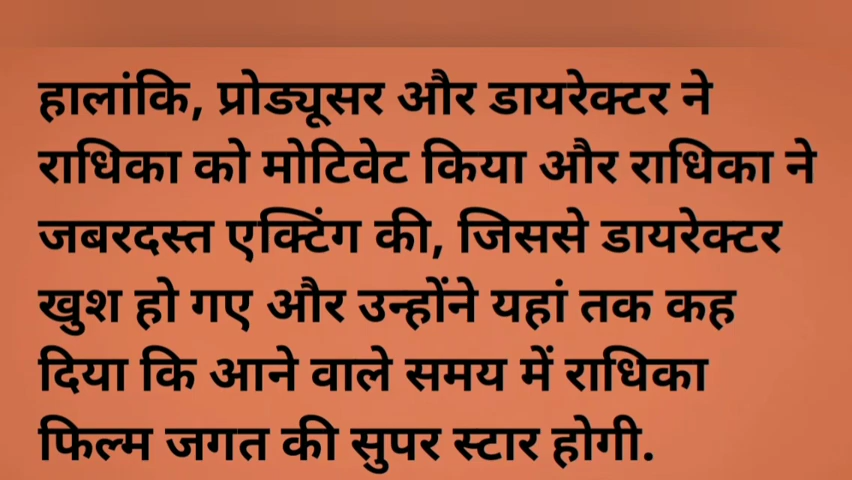 हालांकि, प्रोड्यूसर और डायरेक्टर ने
राधिका को मोटिवेट किया और राधिका ने
जबरदस्त एक्टिंग की, जिससे डायरेक्टर
खुश हो गए और उन्होंने यहां तक कह
दिया कि आने वाले समय में राधिका
फिल्म जगत की सुपर स्टार होगी.